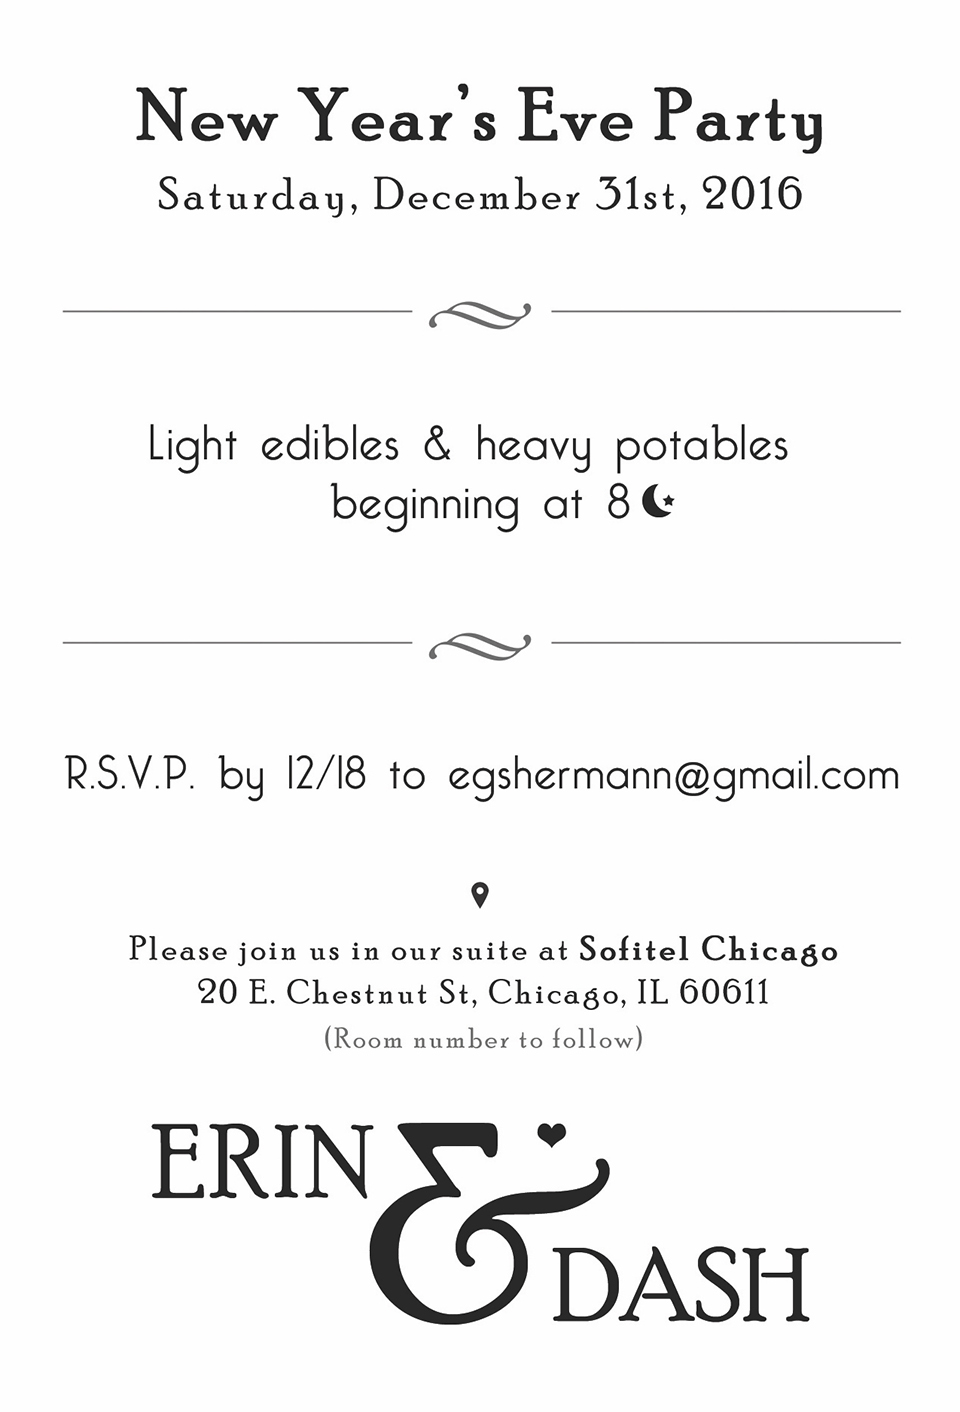 New Year's Eve Party
Saturday, December 31st, 2016
Light edibles & heavy potables
beginning at 8
R.S.V.P. by 12/18 to egshermann@gmail.com
Please join us in our suite at Sofitel Chicago
20 E. Chestnut St, Chicago, IL 60611
(Room number to follow)
ERIN &
DASH